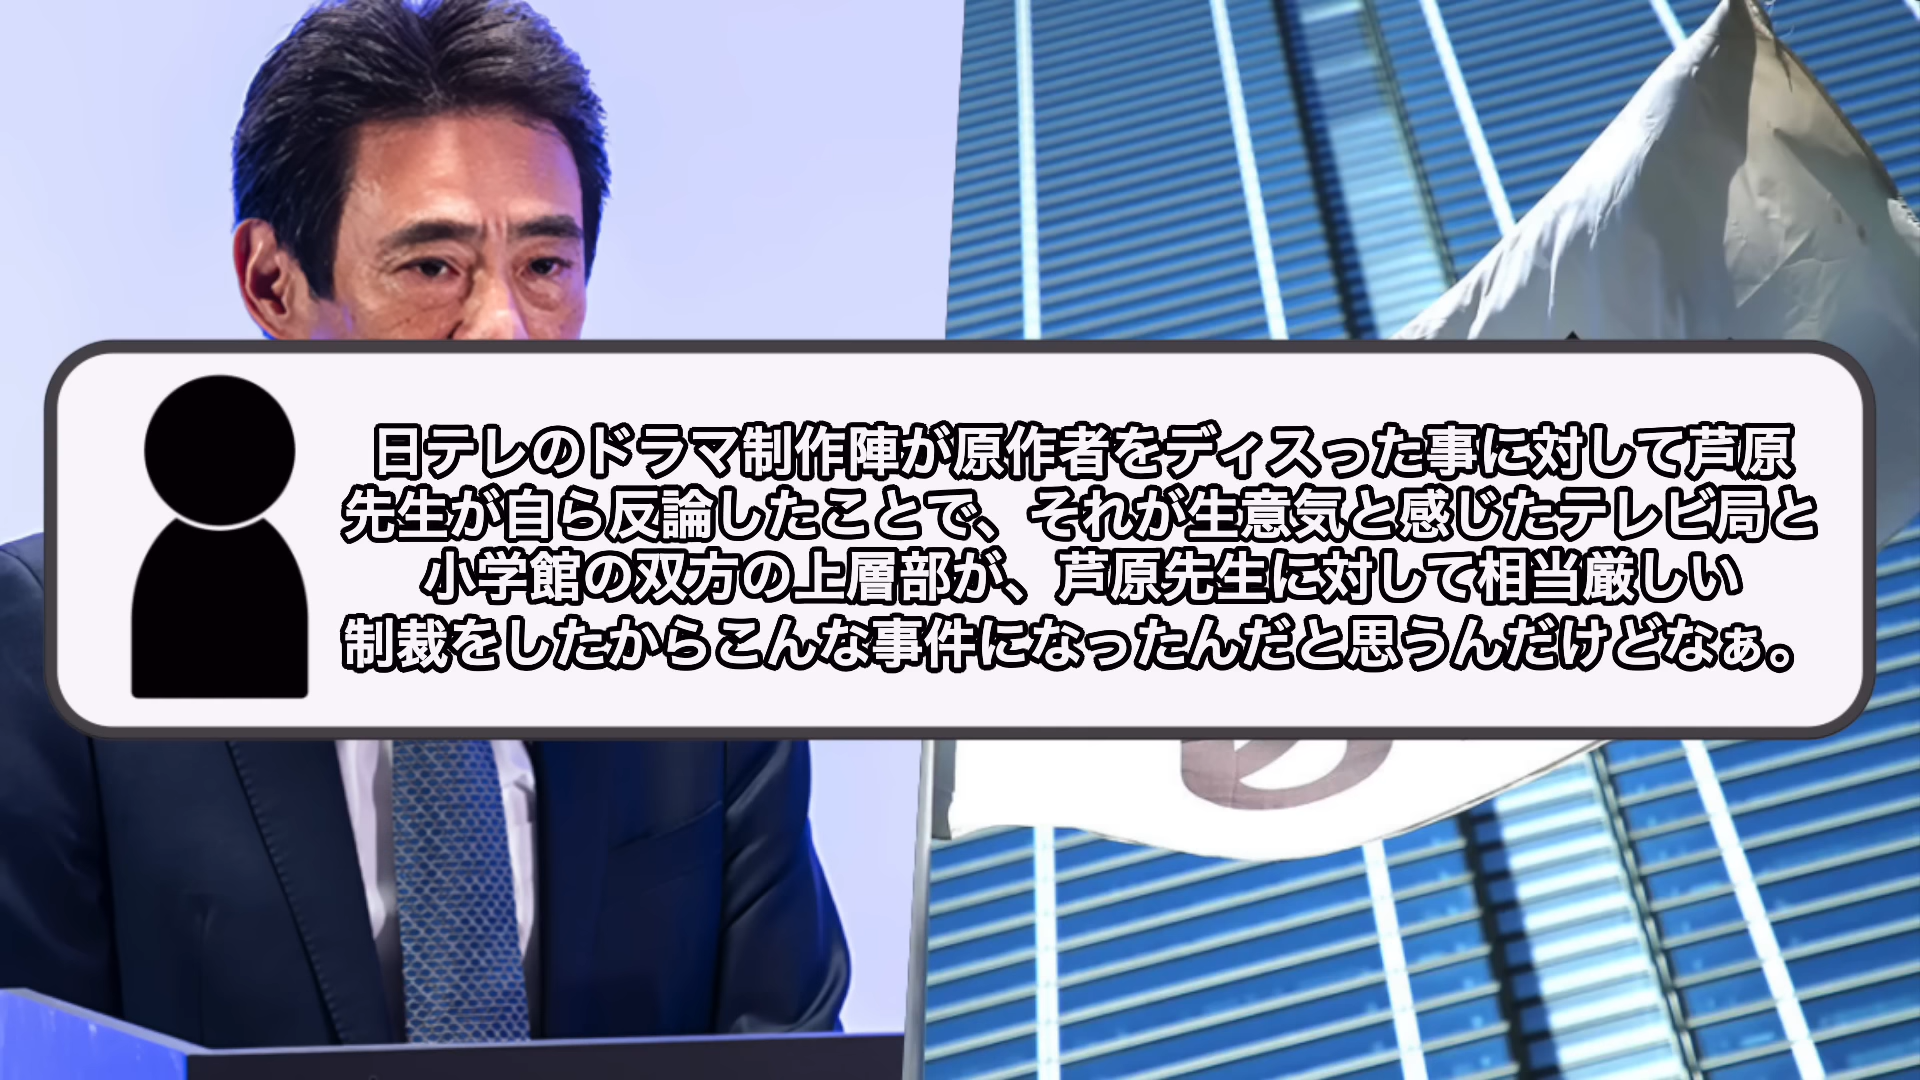 日テレのドラマ制作陣が原作者をディスった事に対して芦原
先生が自ら反論したことで、それが生意気と感じたテレビ局と
小学館の双方の上層部が、芦原先生に対して相当厳しい
制裁をしたからこんな事件になったんだと思うんだけどなぁ。